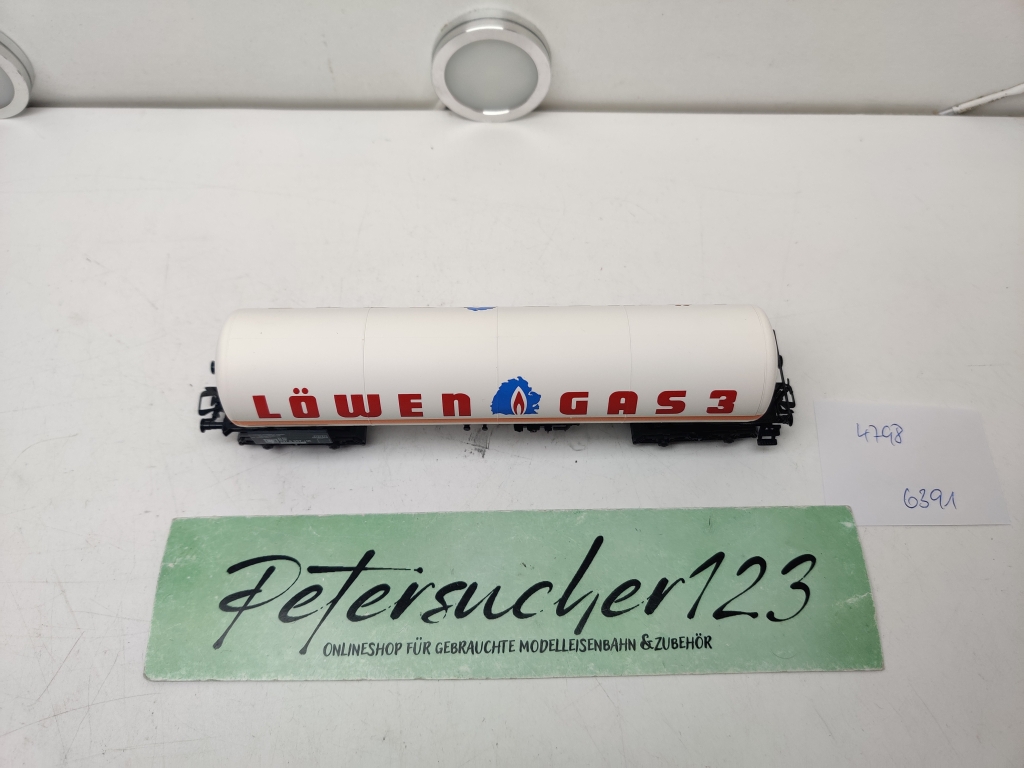 LÖWEN GAS 3
4798
6391
Petersucher123
ONLINESHOP FÜR GEBRAUCHTE MODELLEISENBAHN & ZUBEHÖR